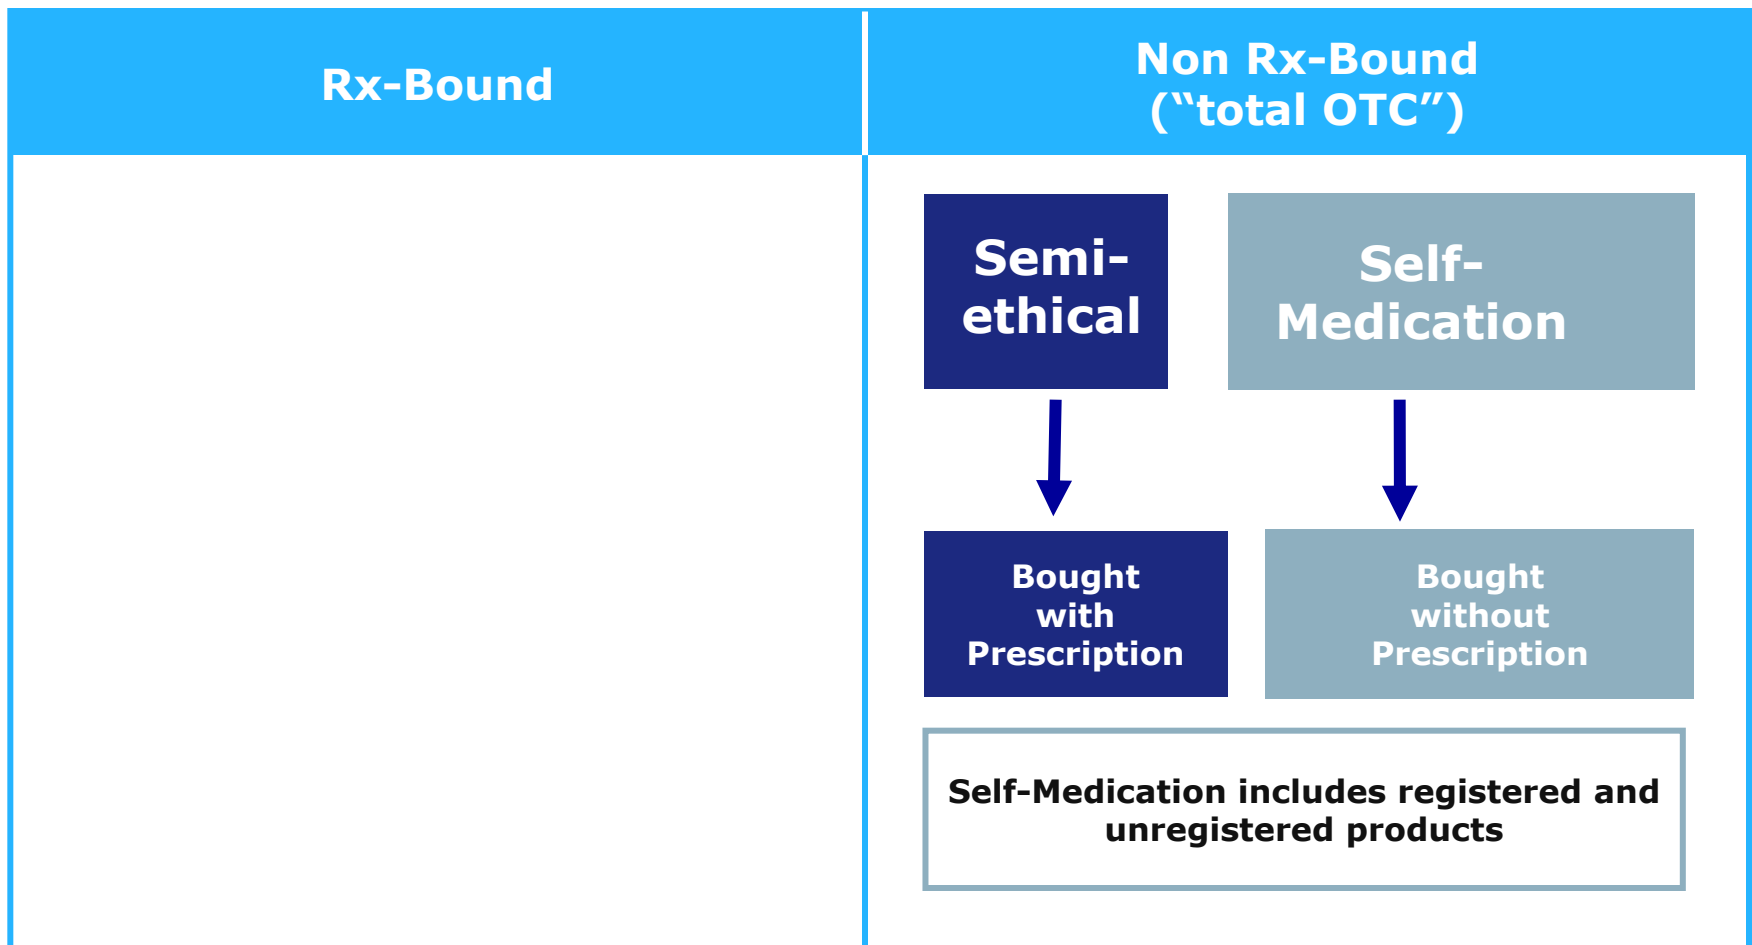 Rx-Bound
Non Rx-Bound
(“total OTC”)
Semi-
ethical
Self-
Medication
Bought
with
Prescription
Bought
without
Prescription
Self-Medication includes registered and
unregistered products